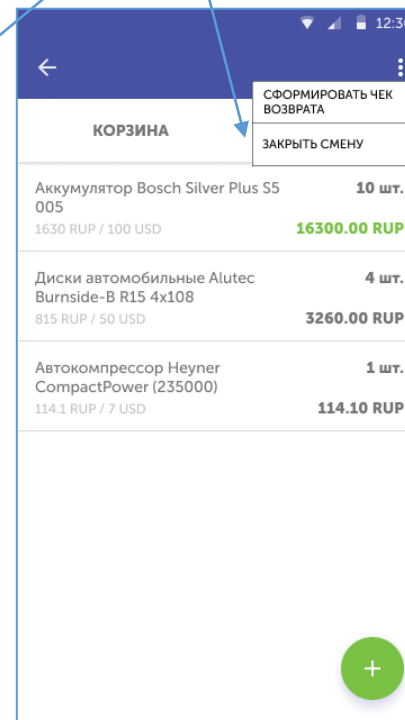 12:30
СФОРМИРОВАТЬ ЧЕК
ВОЗВРАТА
КОРЗИНА
ЗАКРЫТЬ СМЕНУ
Аккумулятор Bosch Silver Plus S5
005
10 шт.
1630 RUP / 100 USD
16300.00 RUP
Диски автомобильные Alutec
Burnside-B R15 4x108
4 шт.
815 RUP / 50 USD
3260.00 RUP
Автокомпрессор Heyner
CompactPower (235000)
1 шт.
114.1 RUP / 7 USD
114.10 RUP
+